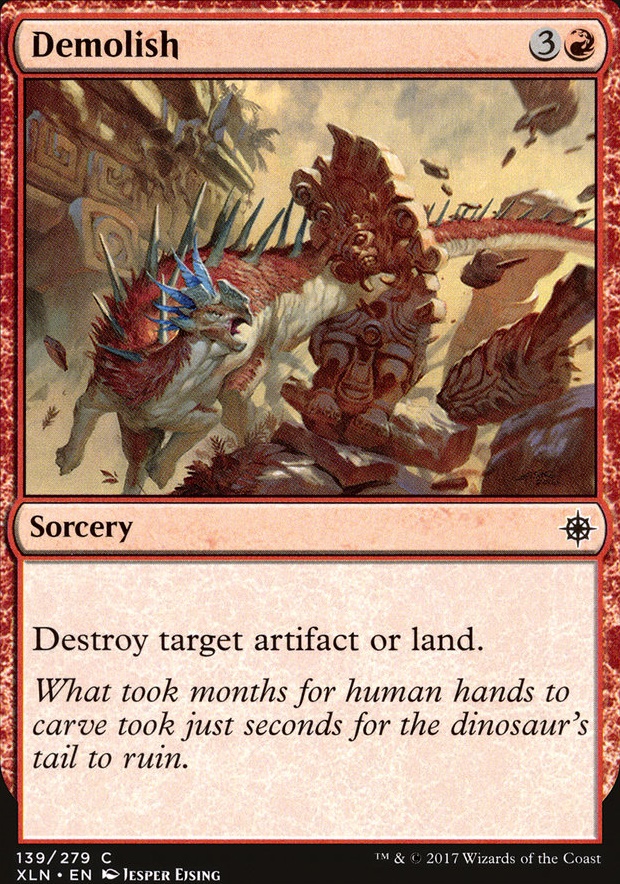 Demolish 3
Sorcery
Destroy target artifact or land.
What took months for human hands to
carve took just seconds for the dinosaur's
tail to ruin.
139/279 C
XLN • EN JESPER EJSING
™ & © 2017 Wizards of the Coast